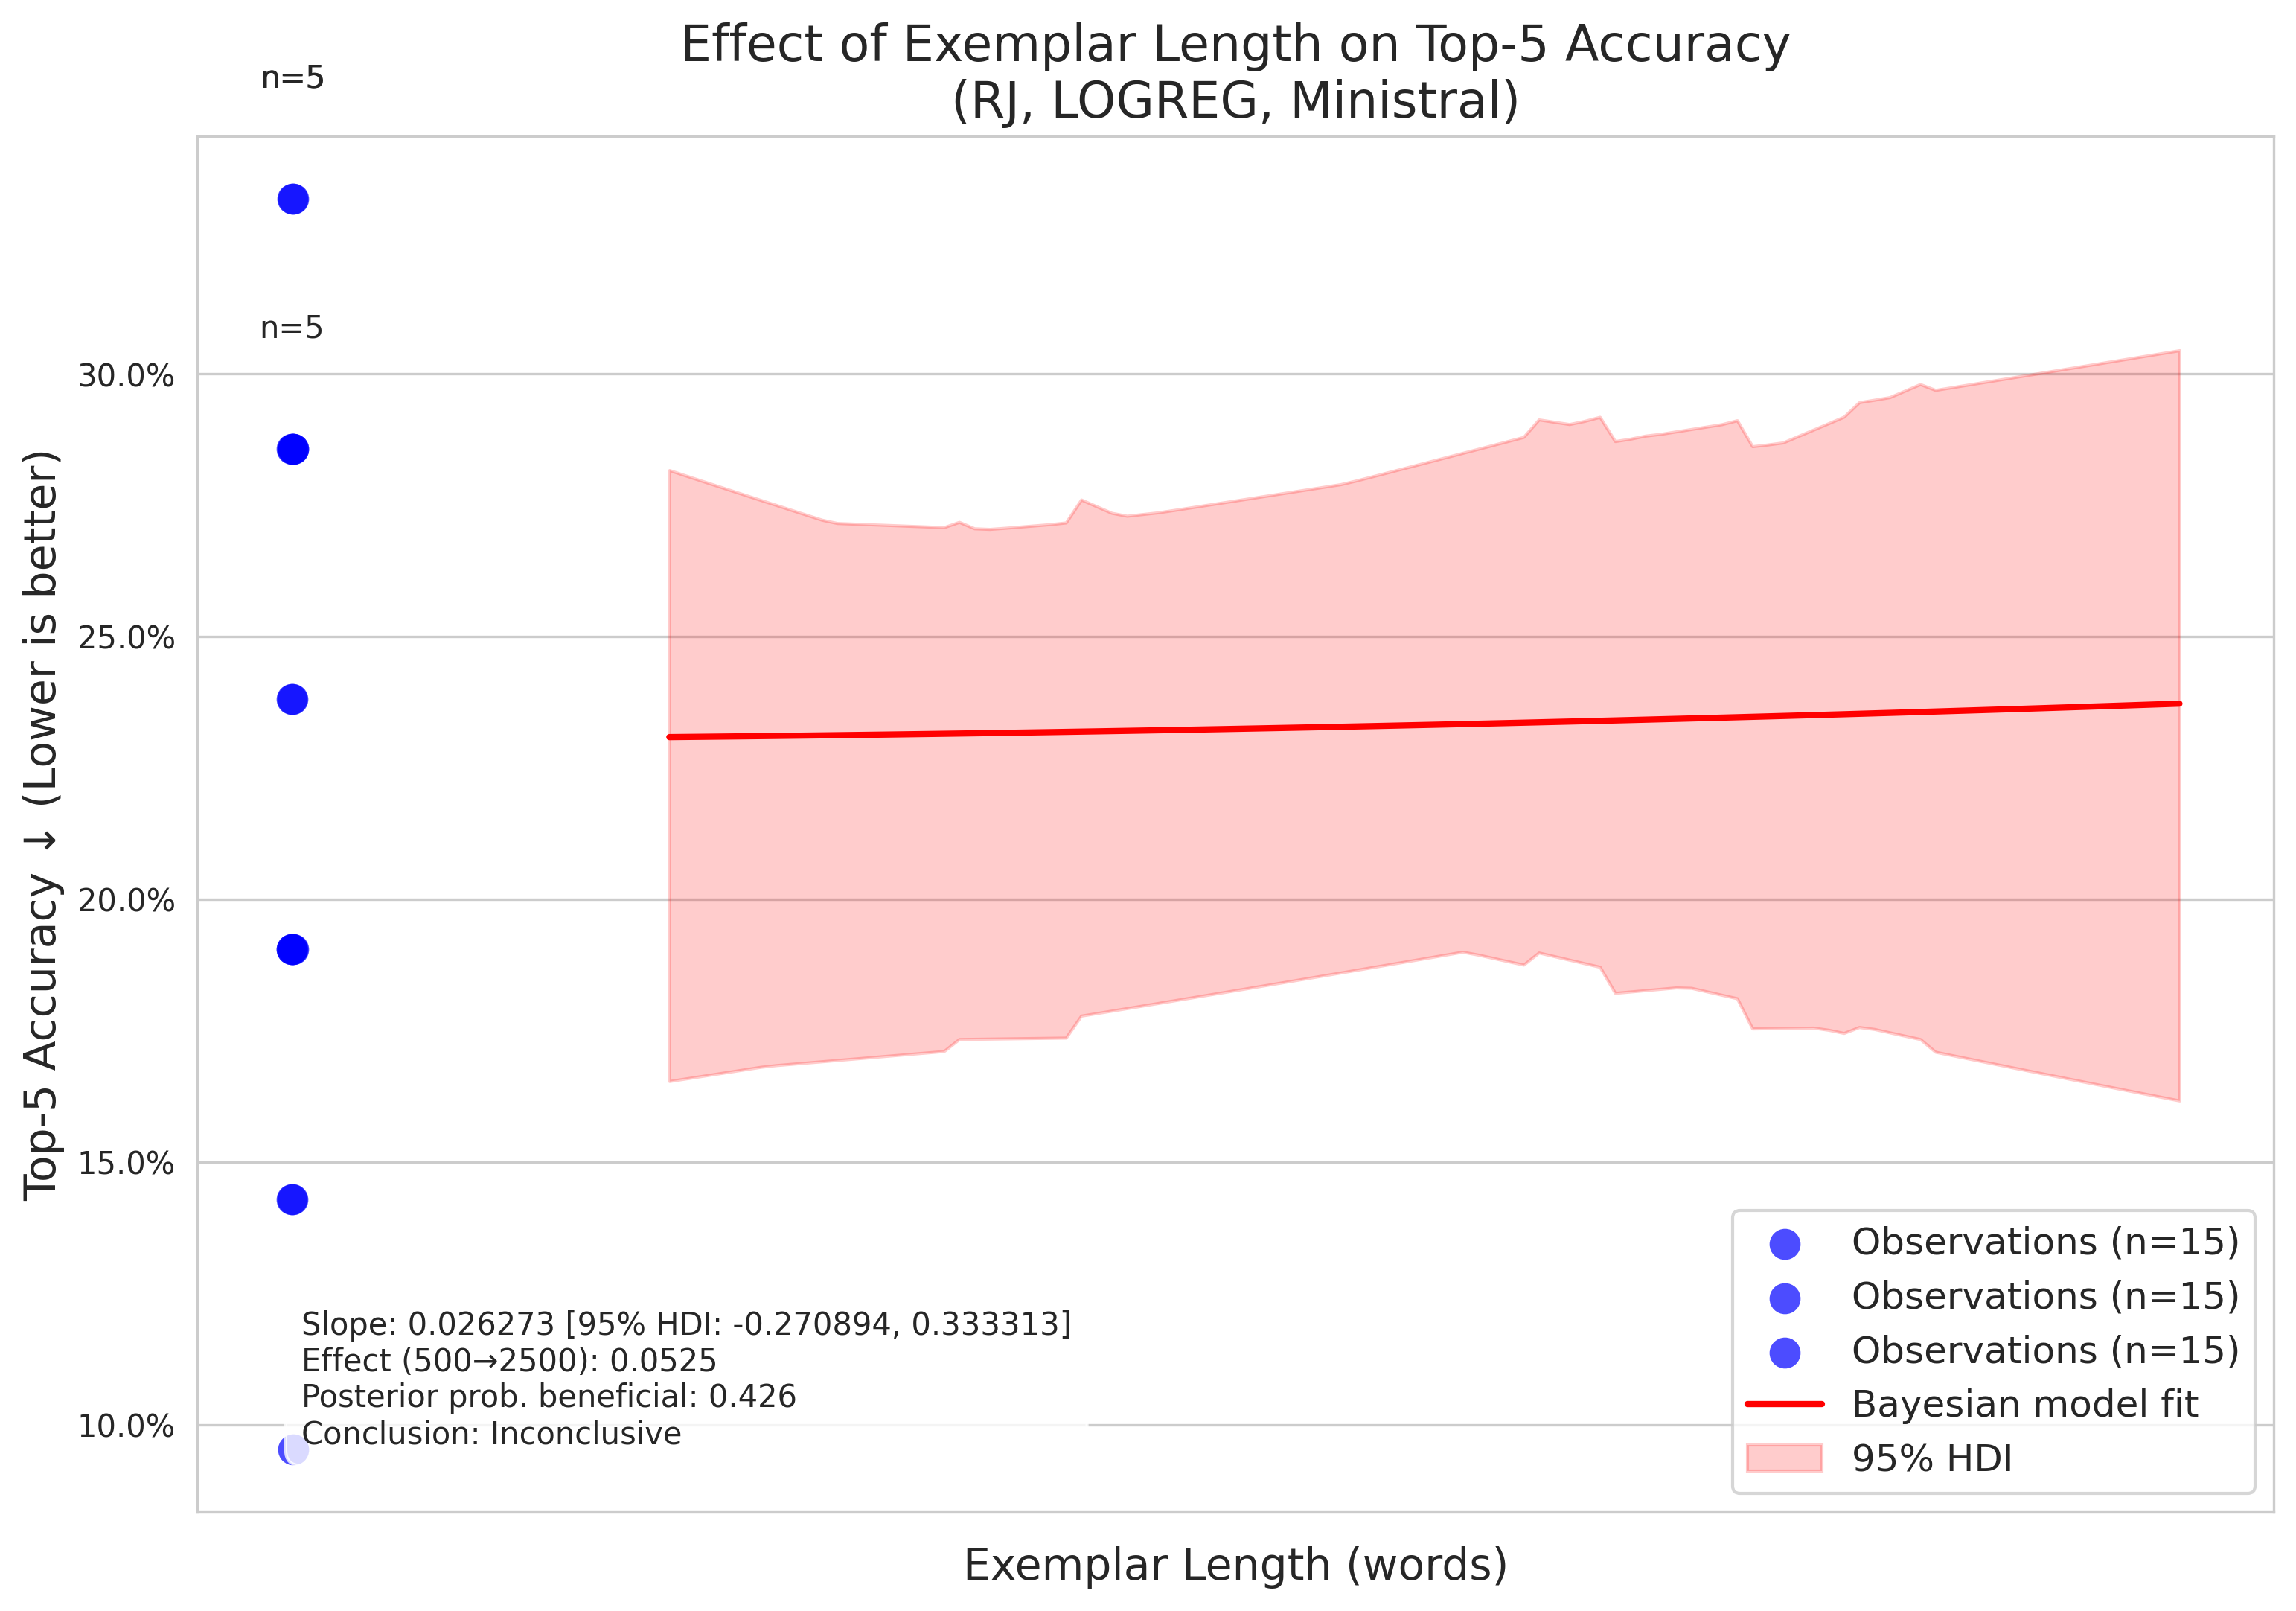 Effect of Exemplar Length on Top-5 Accuracy
(RJ, LOGREG, Ministral)
n=5
n=5
Top-5 Accuracy ↓ (Lower is better)
30.0%
25.0%
20.0%
15.0%
10.0%
Slope: 0.026273 [95% HDI: -0.270894, 0.333313]
Effect (500→2500): 0.0525
Posterior prob. beneficial: 0.426
Conclusion: Inconclusive
Observations (n=15)
Observations (n=15)
Observations (n=15)
Bayesian model fit
95% HDI
Exemplar Length (words)